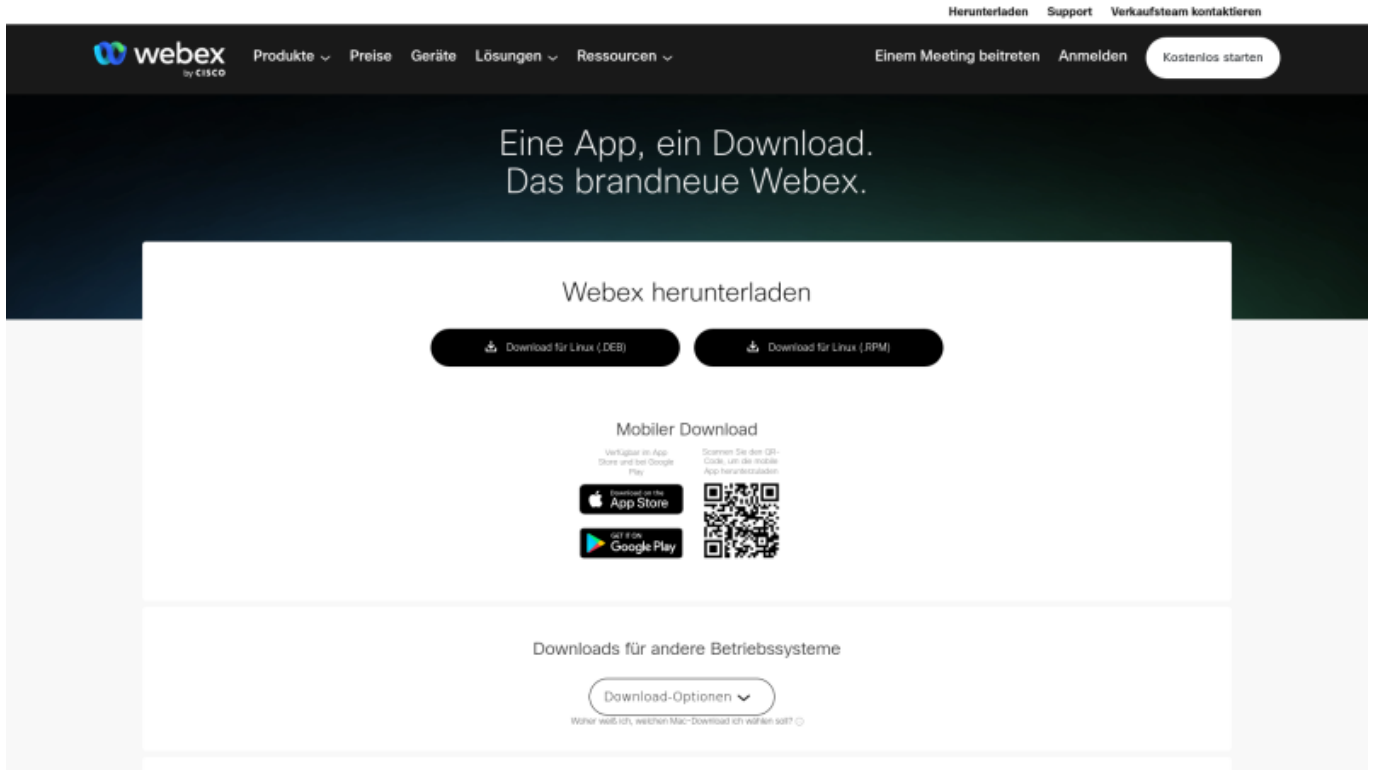 Herunterladen Support Verkaufsteam kontaktieren
webex
by CISCO
Produkte Preise Geräte Lösungen Ressourcen Einem Meeting beitreten Anmelden Kostenlos starten
Eine App, ein Download.
Das brandneue Webex.
Webex herunterladen
Download für Linux (.DEB) Download für Linux (.RPM)
Mobiler Download
Verfügbar im App
Store und bei Google
Play
Scannen Sie den QR-
Code, um die mobile
App herunterzuladen
Download on the
App Store
GET IT ON
Google Play
Downloads für andere Betriebssysteme
Download-Optionen
Woher weiß ich, welchen Mac-Download ich wählen soll?